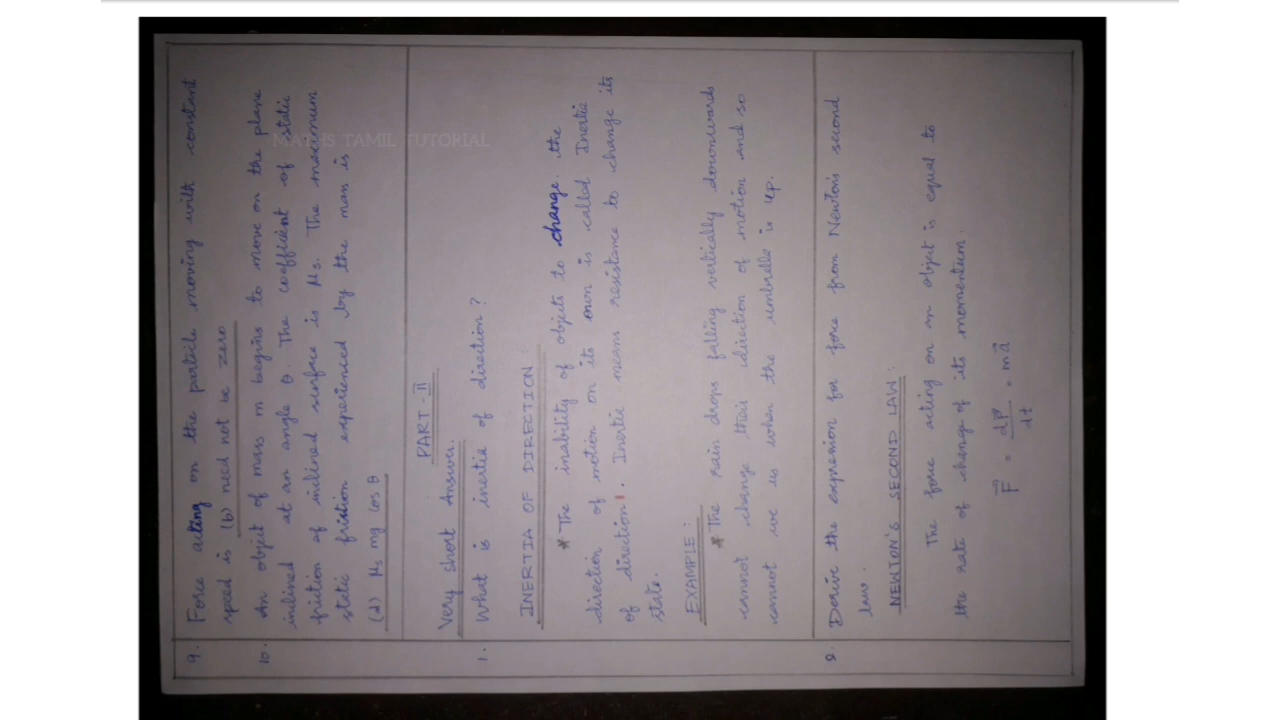 9. Force acting on the particle moving with constant
speed is (b) need not be zero
10. An object of mass m begins to move on the plane
inclined at an angle θ. The coefficient of static
friction of inclined surface is μs. The maximum
static friction experienced by the mass is
(d) μs mg cos θ
PART-II
Very Short Answer.
1. What is inertia of direction?
INERTIA OF DIRECTION:
* The inability of objects to change the
direction of motion on its own is called Inertia
of direction. Inertia means resistance to change its
state.
EXAMPLE:
* The rain drops falling vertically downwards
cannot change their direction of motion and so
cannot we us when the umbrella is up.
2. Derive the expression for force from Newton's second
law.
NEWTON'S SECOND LAW:
The force acting on an object is equal to
the rate of change of its momentum.
F⃗ = dp⃗/dt = ma⃗
MATHS TAMIL TUTORIAL